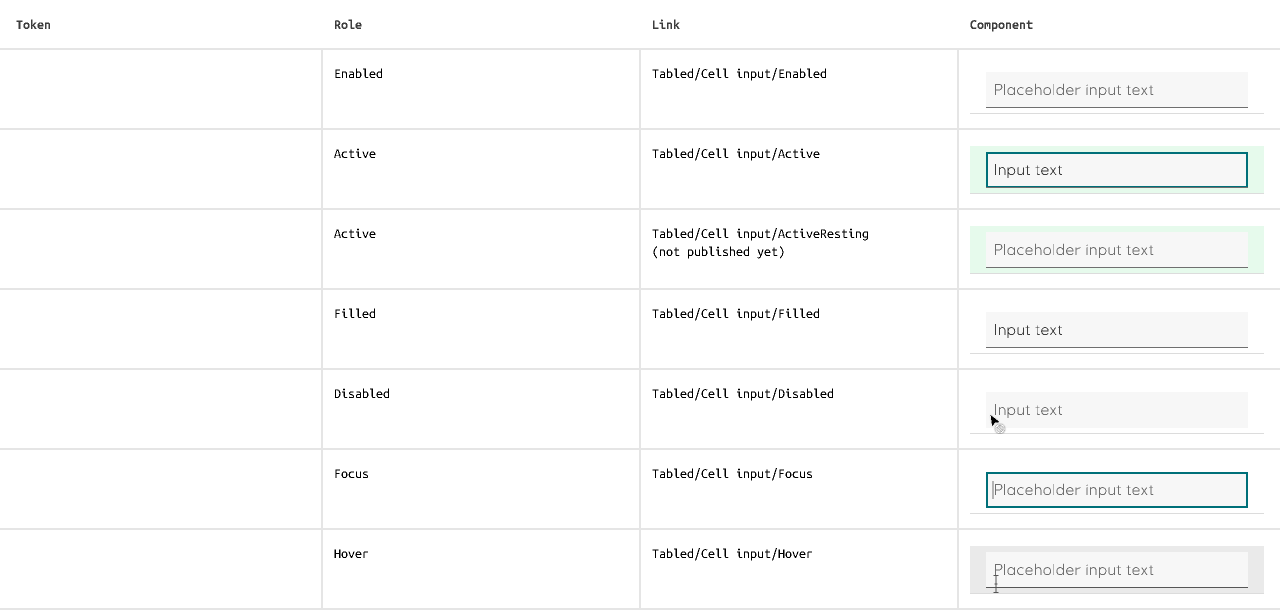 Token Role Link Component
Enabled Tabled/Cell input/Enabled Placeholder input text
Active Tabled/Cell input/Active Input text
Active Tabled/Cell input/ActiveResting Placeholder input text
(not published yet)
Filled Tabled/Cell input/Filled Input text
Disabled Tabled/Cell input/Disabled Input text
Focus Tabled/Cell input/Focus Placeholder input text
Hover Tabled/Cell input/Hover Placeholder input text